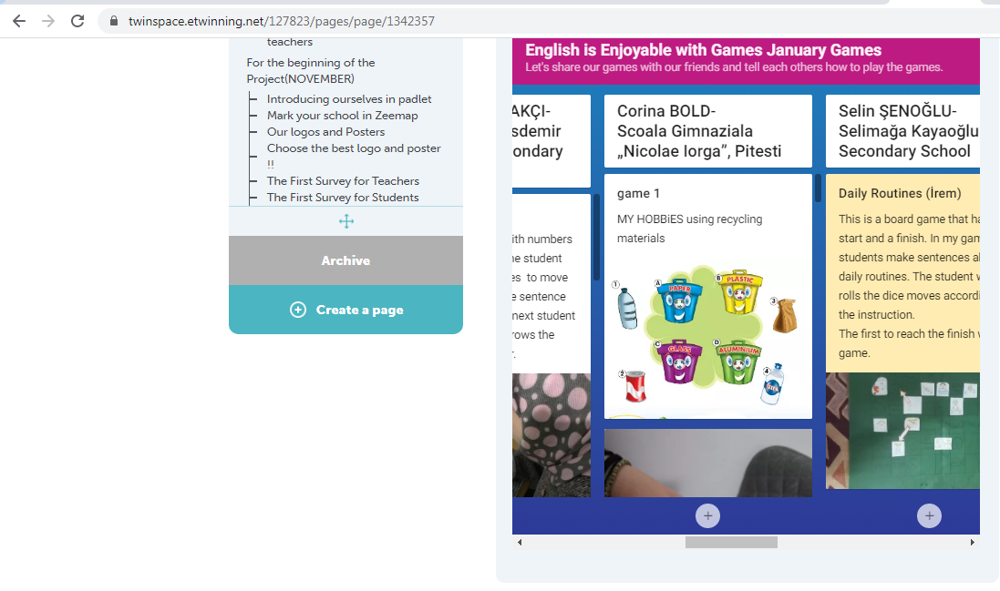 twinspace.etwinning.net/127823/pages/page/1342357
teachers
For the beginning of the
Project(NOVEMBER)
Introducing ourselves in padlet
Mark your school in Zeemap
Our logos and Posters
Choose the best logo and poster
!!
The First Survey for Teachers
The First Survey for Students
Archive
Create a page
English is Enjoyable with Games January Games
Let's share our games with our friends and tell each others how to play the games.
AKÇI-
sdemir
ondary
ith numbers
ne student
es to move
e sentence
next student
rows the
r.
Corina BOLD-
Scoala Gimnaziala
„Nicolae Iorga”, Pitesti
game 1
MY HOBBiES using recycling
materials
1
A
PAPER
B
PLASTIC
3
C
GLASS
D
ALUMINIUM
2
4
Selin ŞENOĞLU-
Selimağa Kayaoğlu
Secondary School
Daily Routines (İrem)
This is a board game that ha
start and a finish. In my gam
students make sentences a
daily routines. The student w
rolls the dice moves accordi
the instruction.
The first to reach the finish w
game.